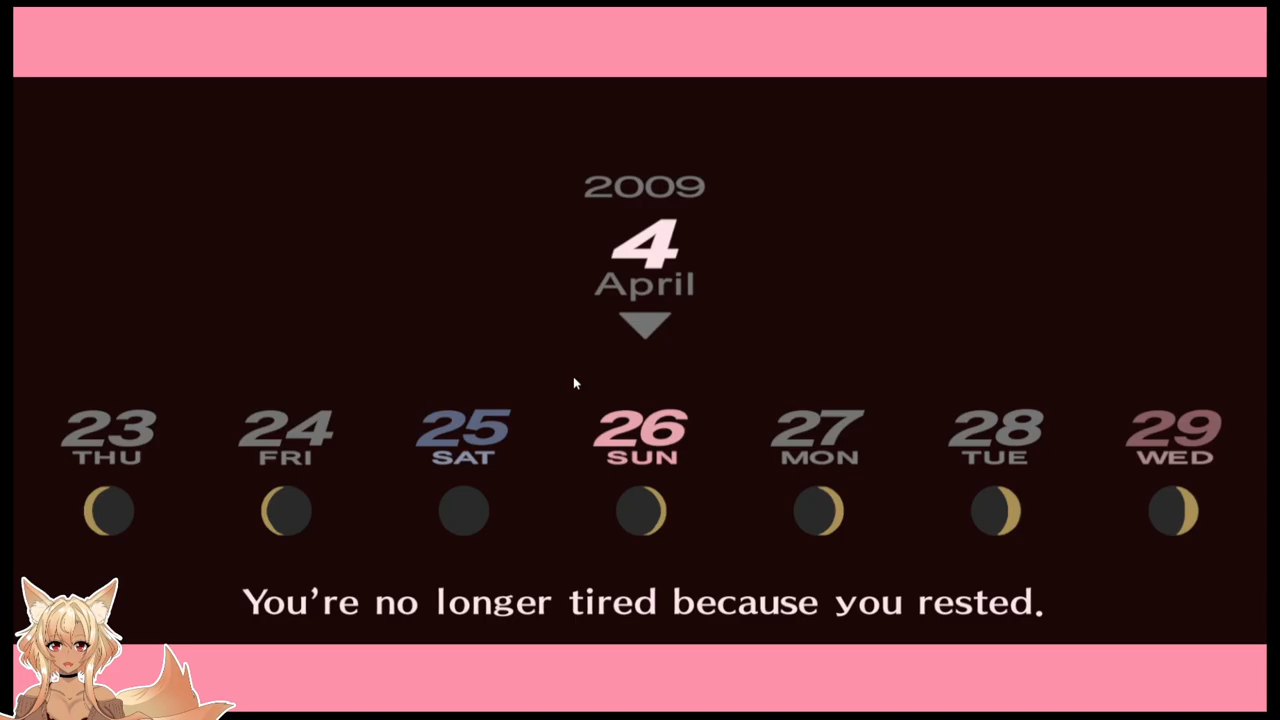 2009
4
April
23 24 25 26 27 28 29
THU FRI SAT SUN MON TUE WED
You're no longer tired because you rested.